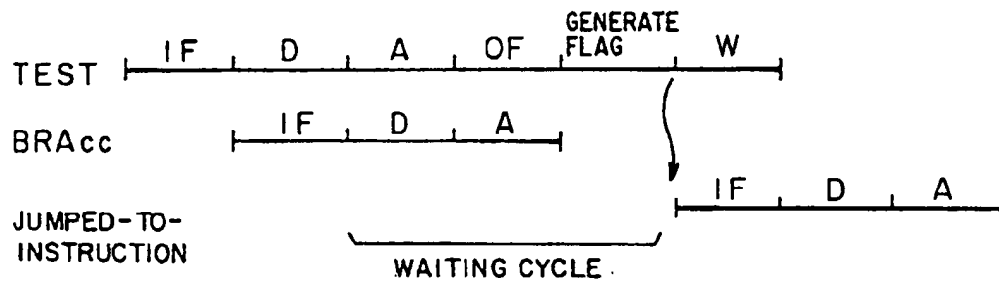 TEST IF D A OF GENERATE FLAG W
BRAcc IF D A
JUMPED-TO-INSTRUCTION IF D A
WAITING CYCLE